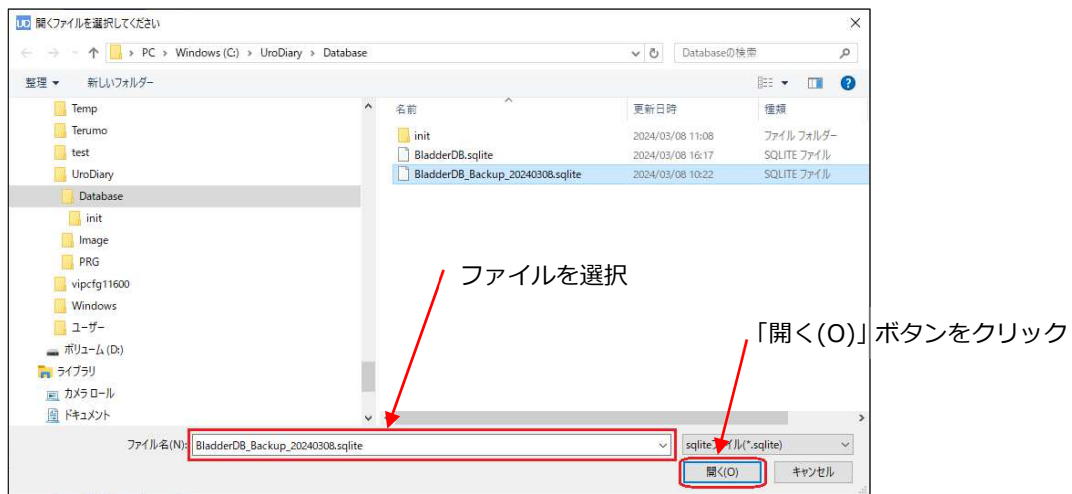 UD 開くファイルを選択してください
PC > Windows (C:) > UroDiary > Database
Databaseの検索
整理 新しいフォルダー
名前 更新日時 種類
Temp
Terumo
test
UroDiary
Database
init
Image
PRG
vipcfg11600
Windows
ユーザー
ボリューム (D:)
ライブラリ
カメラ ロール
ドキュメント
init 2024/03/08 11:08 ファイル フォルダー
BladderDB.sqlite 2024/03/08 16:17 SQLITE ファイル
BladderDB_Backup_20240308.sqlite 2024/03/08 10:22 SQLITE ファイル
ファイルを選択
「開く(O)」ボタンをクリック
ファイル名(N): BladderDB_Backup_20240308.sqlite
sqliteファイル(*.sqlite)
開く(O) キャンセル